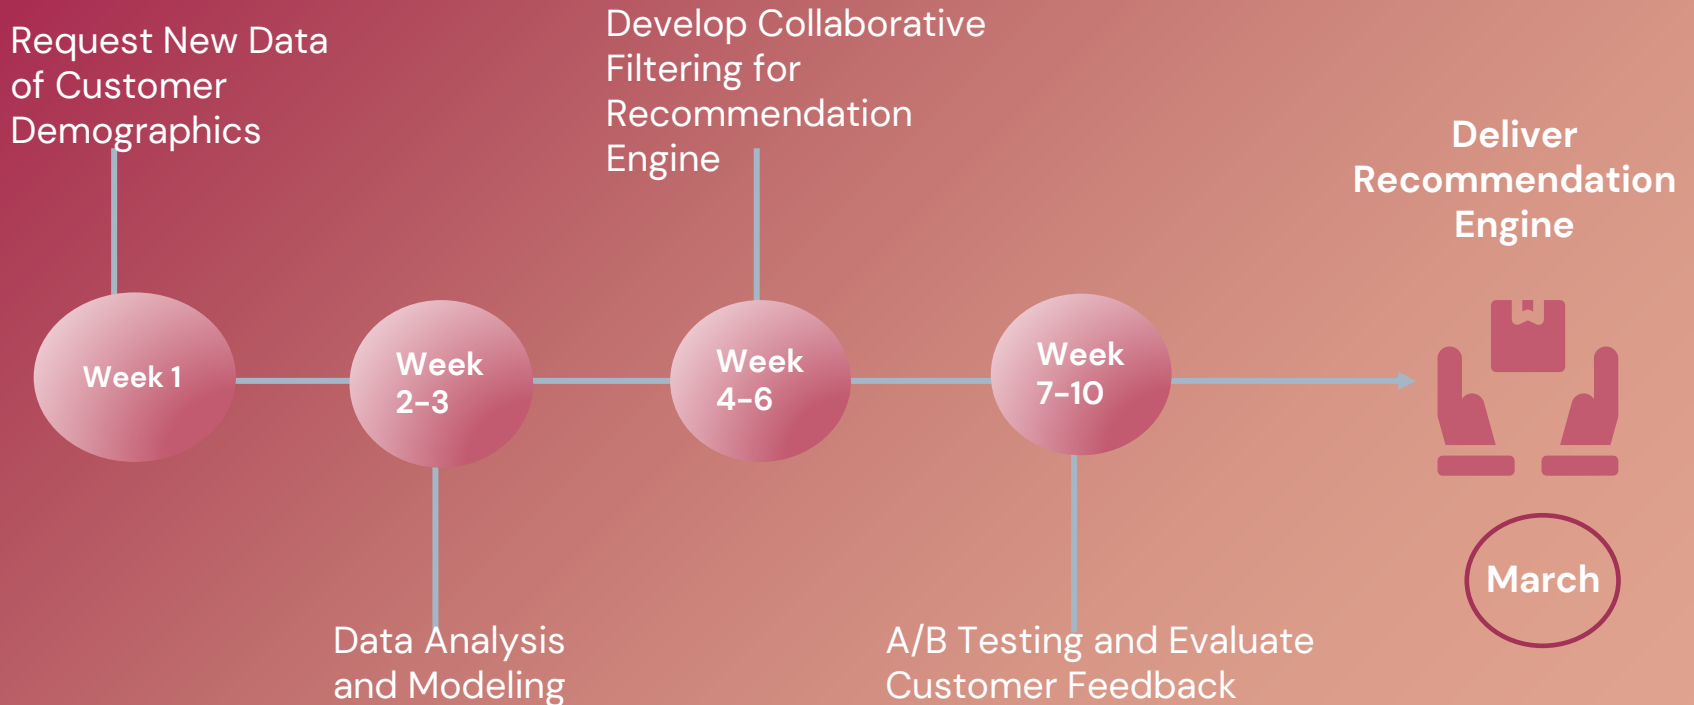 Request New Data
of Customer
Demographics
Develop Collaborative
Filtering for
Recommendation
Engine
Deliver
Recommendation
Engine
Week 1
Week
2-3
Week
4-6
Week
7-10
March
Data Analysis
and Modeling
A/B Testing and Evaluate
Customer Feedback